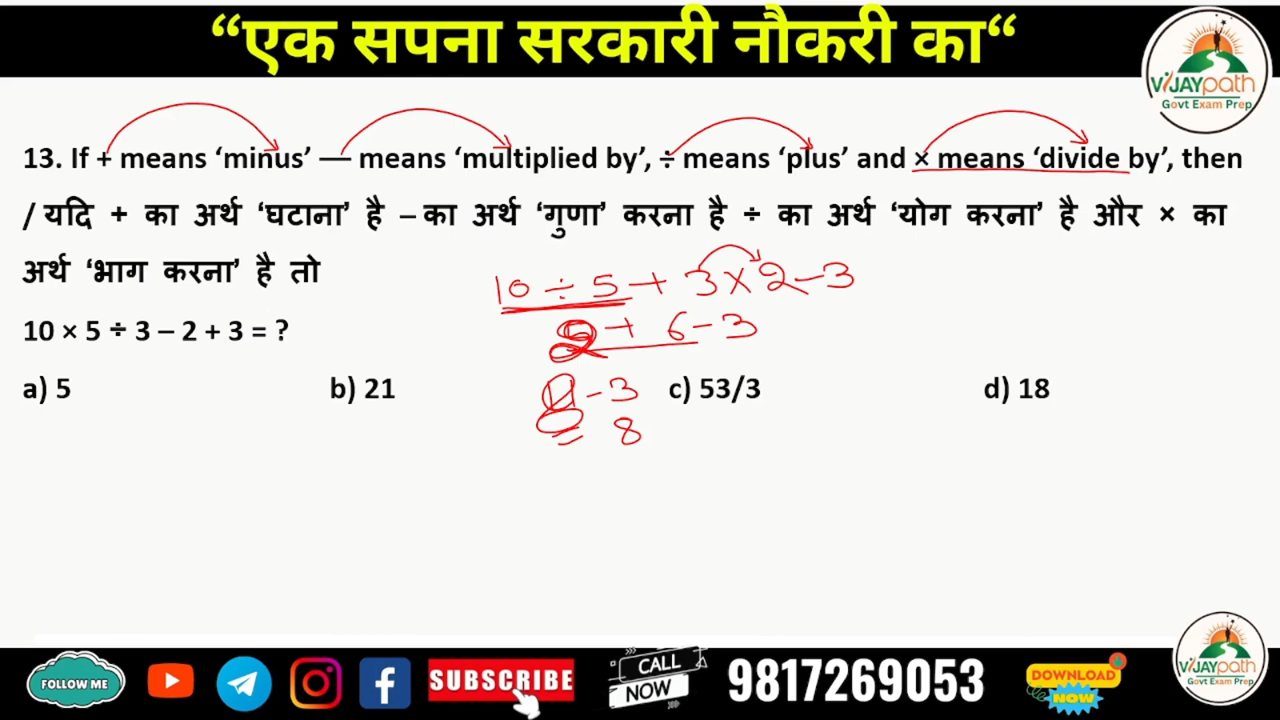 “एक सपना सरकारी नौकरी का“
VIJAYpath
Govt Exam Prep
13. If + means ‘minus’ — means ‘multiplied by’, ÷ means ‘plus’ and × means ‘divide by’, then
/ यदि + का अर्थ ‘घटाना’ है – का अर्थ ‘गुणा’ करना है ÷ का अर्थ ‘योग करना’ है और × का
अर्थ ‘भाग करना’ है तो
10 ÷ 5 + 3 × 2 – 3
10 × 5 ÷ 3 – 2 + 3 = ?
2 + 6 – 3
a) 5 b) 21 c) 53/3 d) 18
– 3
8
FOLLOW ME
SUBSCRIBE
CALL
NOW
9817269053
DOWNLOAD
NOW
VIJAYpath
Govt Exam Prep